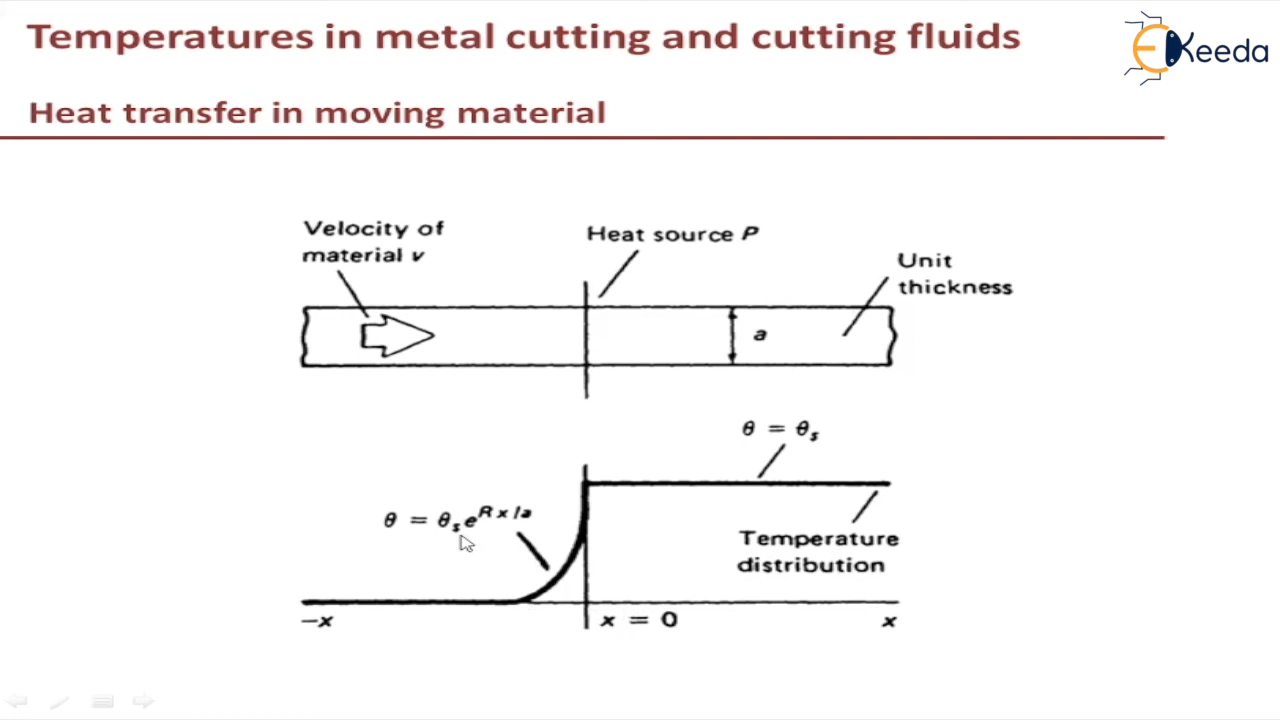 Temperatures in metal cutting and cutting fluids
EKeeda
Heat transfer in moving material
Velocity of
material v
Heat source P
Unit
thickness
a
θ = θₛ
θ = θₛe^{Rx/a}
Temperature
distribution
−x
x = 0
x